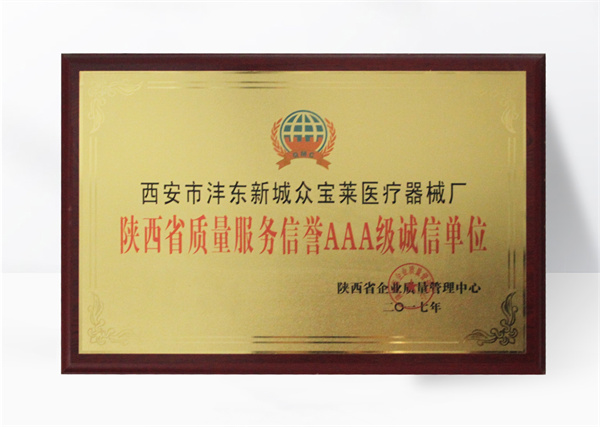 QMC
西安市沣东新城众宝莱医疗器械厂
陕西省质量服务信誉AAA级诚信单位
陕西省企业质量管理中心
二〇一七年